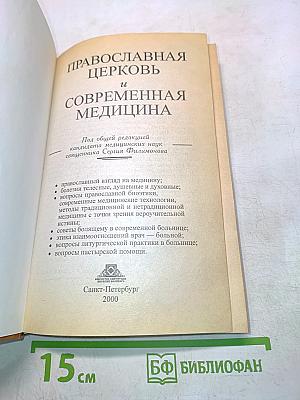 ПРАВОСЛАВНАЯ
ЦЕРКОВЬ
и
СОВРЕМЕННАЯ
МЕДИЦИНА
Под общей редакцией
кандидата медицинских наук
священника Сергия Филимонова
• православный взгляд на медицину;
• болезни телесные, душевные и духовные;
• вопросы православной биоэтики,
современные медицинские технологии,
методы традиционной и нетрадиционной
медицины с точки зрения вероучительной
истины;
• советы болящему в современной больнице;
• этика взаимоотношений врач — больной;
• вопросы литургической практики в больнице;
• вопросы пастырской помощи.
Санкт-Петербург
2000
15 см
БФ БИБЛИОФАН